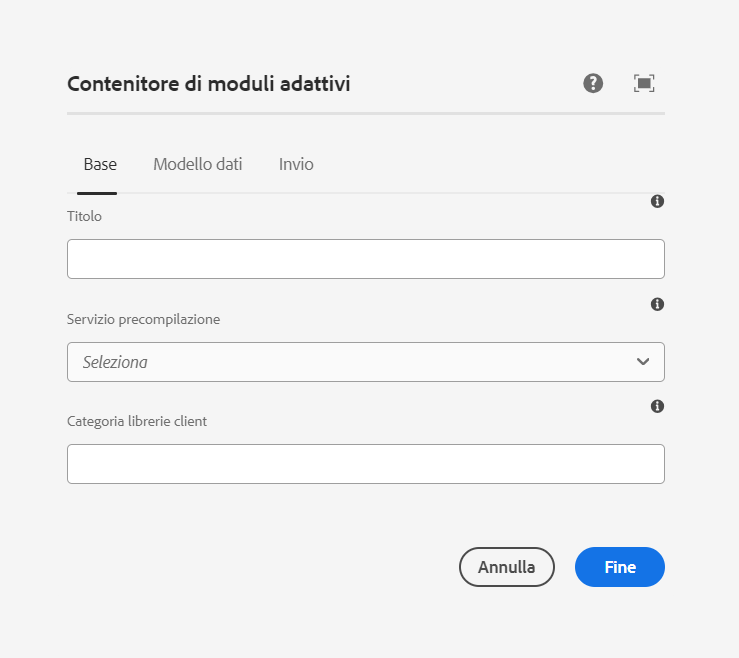 Contenitore di moduli adattivi
Base Modello dati Invio
Titolo
Servizio precompilazione
Seleziona
Categoria librerie client
Annulla Fine